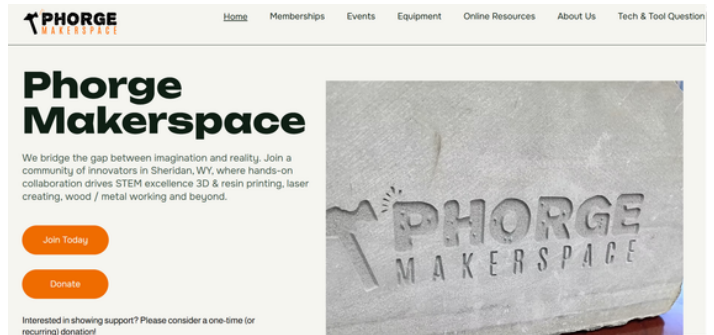 PHORGE
MAKERSPACE
Home Memberships Events Equipment Online Resources About Us Tech & Tool Question
Phorge
Makerspace
We bridge the gap between imagination and reality. Join a
community of innovators in Sheridan, WY, where hands-on
collaboration drives STEM excellence 3D & resin printing, laser
creating, wood / metal working and beyond.
Join Today
Donate
Interested in showing support? Please consider a one-time (or
recurring) donation!
PHORGE
MAKERSPACE